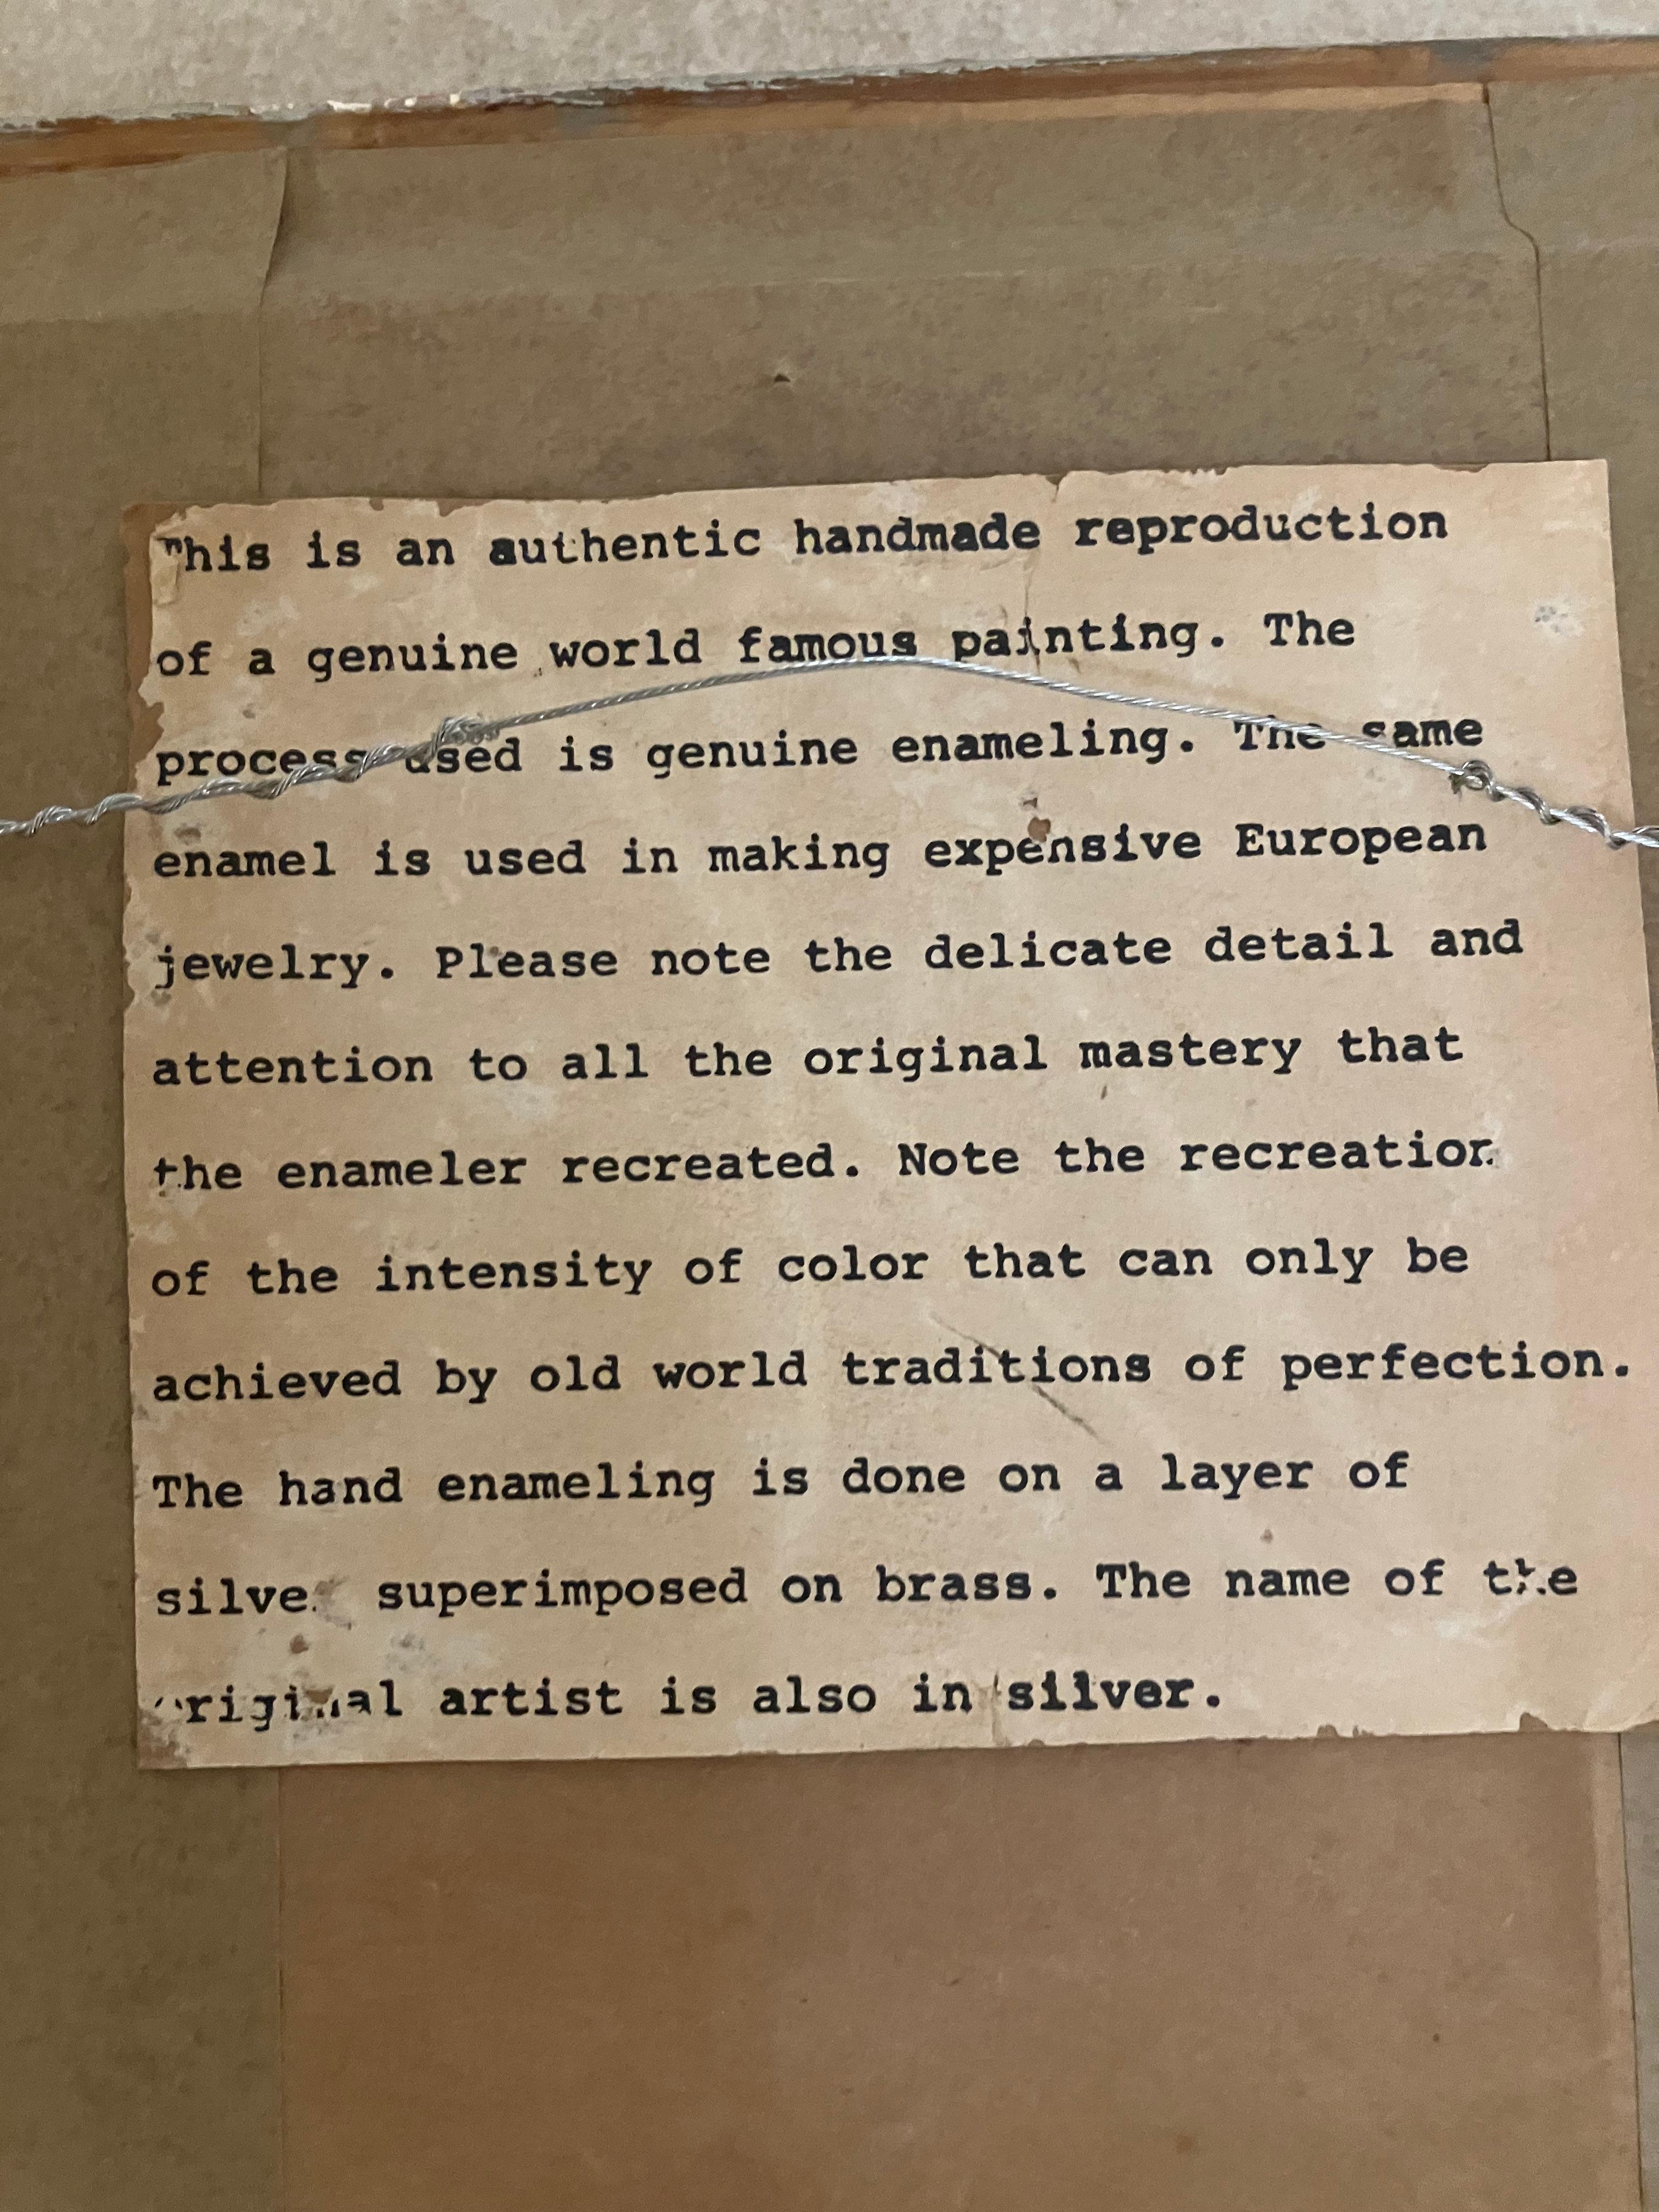 This is an authentic handmade reproduction
of a genuine world famous painting. The
process used is genuine enameling. The same
enamel is used in making expensive European
jewelry. Please note the delicate detail and
attention to all the original mastery that
the enameler recreated. Note the recreation
of the intensity of color that can only be
achieved by old world traditions of perfection.
The hand enameling is done on a layer of
silver superimposed on brass. The name of the
original artist is also in silver.